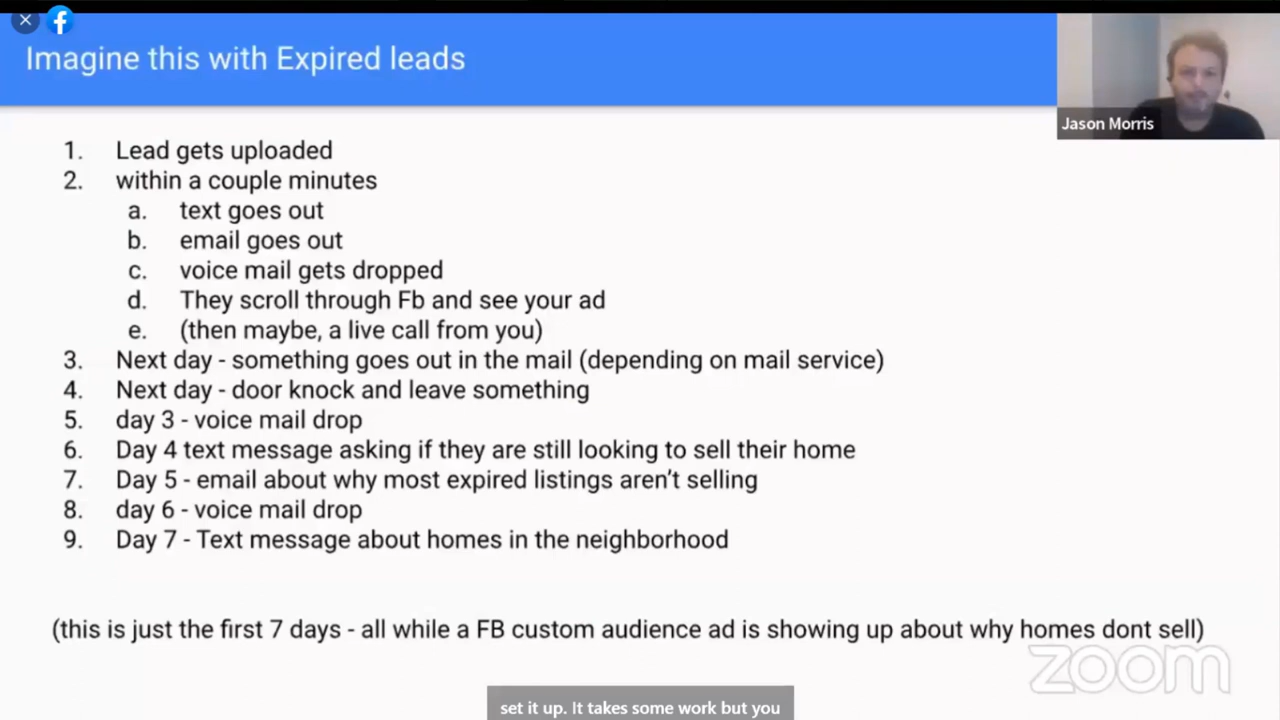 Imagine this with Expired leads
Jason Morris
1. Lead gets uploaded
2. within a couple minutes
a. text goes out
b. email goes out
c. voice mail gets dropped
d. They scroll through Fb and see your ad
e. (then maybe, a live call from you)
3. Next day - something goes out in the mail (depending on mail service)
4. Next day - door knock and leave something
5. day 3 - voice mail drop
6. Day 4 text message asking if they are still looking to sell their home
7. Day 5 - email about why most expired listings aren't selling
8. day 6 - voice mail drop
9. Day 7 - Text message about homes in the neighborhood
(this is just the first 7 days - all while a FB custom audience ad is showing up about why homes dont sell)
zoom
set it up. It takes some work but you